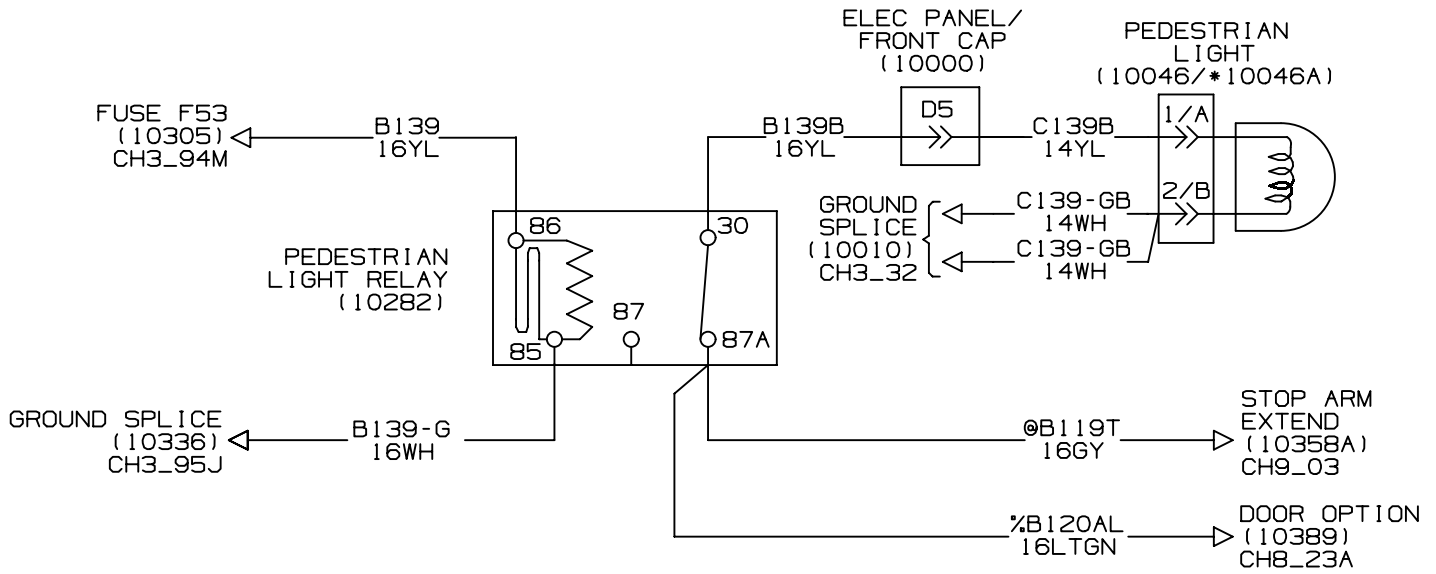 ELEC PANEL/
FRONT CAP
(10000)
PEDESTRIAN
LIGHT
(10046/*10046A)
FUSE F53
(10305)
CH3_94M
B139
16YL
B139B
16YL
D5
C139B
14YL
1/A
2/B
GROUND
SPLICE
(10010)
CH3_32
C139-GB
14WH
C139-GB
14WH
PEDESTRIAN
LIGHT RELAY
(10282)
86
30
87
85
87A
GROUND SPLICE
(10336)
CH3_95J
B139-G
16WH
@B119T
16GY
STOP ARM
EXTEND
(10358A)
CH9_03
%B120AL
16LTGN
DOOR OPTION
(10389)
CH8_23A